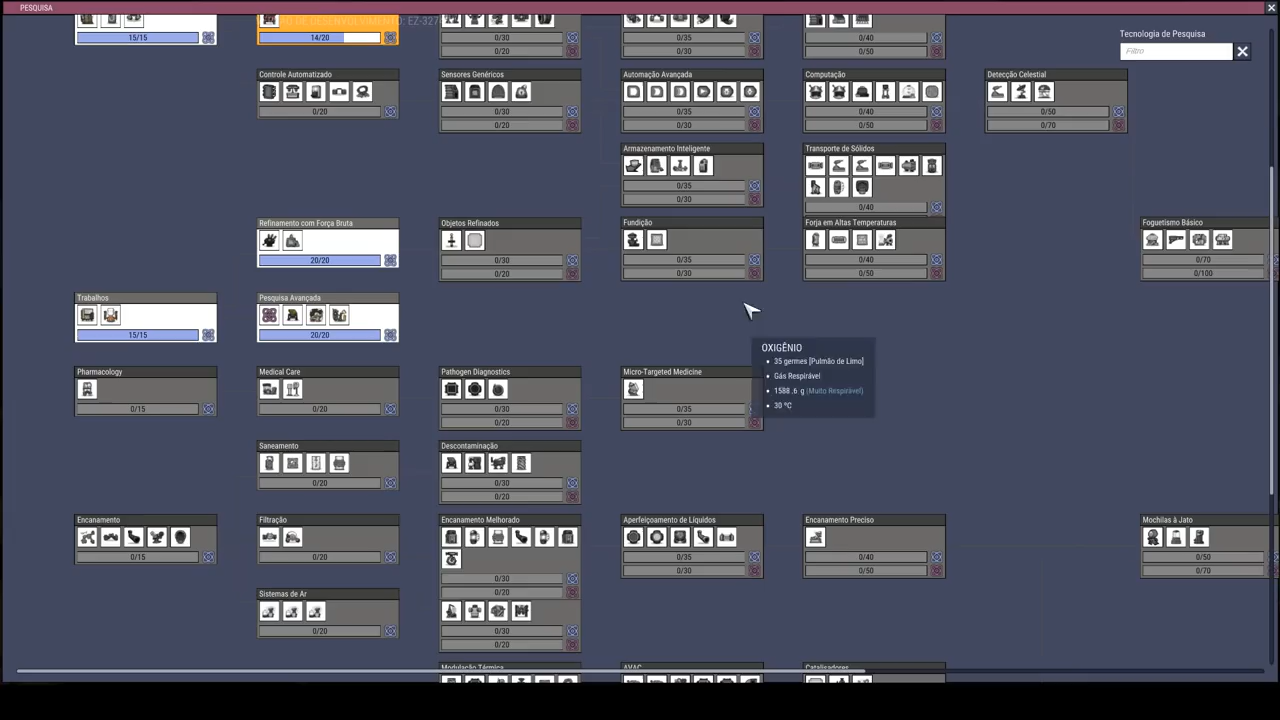 PESQUISA
DE DESENVOLVIMENTO: EZ-327
Tecnologia de Pesquisa
Filtro
15/15
14/20
0/30
0/20
0/35
0/30
0/40
0/50
Controle Automatizado
0/20
Sensores Genéricos
0/30
0/20
Automação Avançada
0/35
0/30
Computação
0/40
0/50
Detecção Celestial
0/50
0/70
Armazenamento Inteligente
0/35
0/30
Transporte de Sólidos
0/40
Refinamento com Força Bruta
20/20
Objetos Refinados
0/30
0/20
Fundição
0/35
0/30
Forja em Altas Temperaturas
0/40
0/50
Foguetismo Básico
0/70
0/100
Trabalhos
15/15
Pesquisa Avançada
20/20
OXIGÊNIO
35 germes [Pulmão de Limo]
Gás Respirável
1588 .6 g (Muito Respirável)
30 ºC
Pharmacology
0/15
Medical Care
0/20
Pathogen Diagnostics
0/30
0/20
Micro-Targeted Medicine
0/35
0/30
Saneamento
0/20
Descontaminação
0/30
0/20
Encanamento
0/15
Filtração
0/20
Encanamento Melhorado
0/30
0/20
Aperfeiçoamento de Líquidos
0/35
0/30
Encanamento Preciso
0/40
0/50
Mochilas à Jato
0/50
0/70
Sistemas de Ar
0/20
0/30
0/20
Modulação Térmica
AVAC
Catalisadores